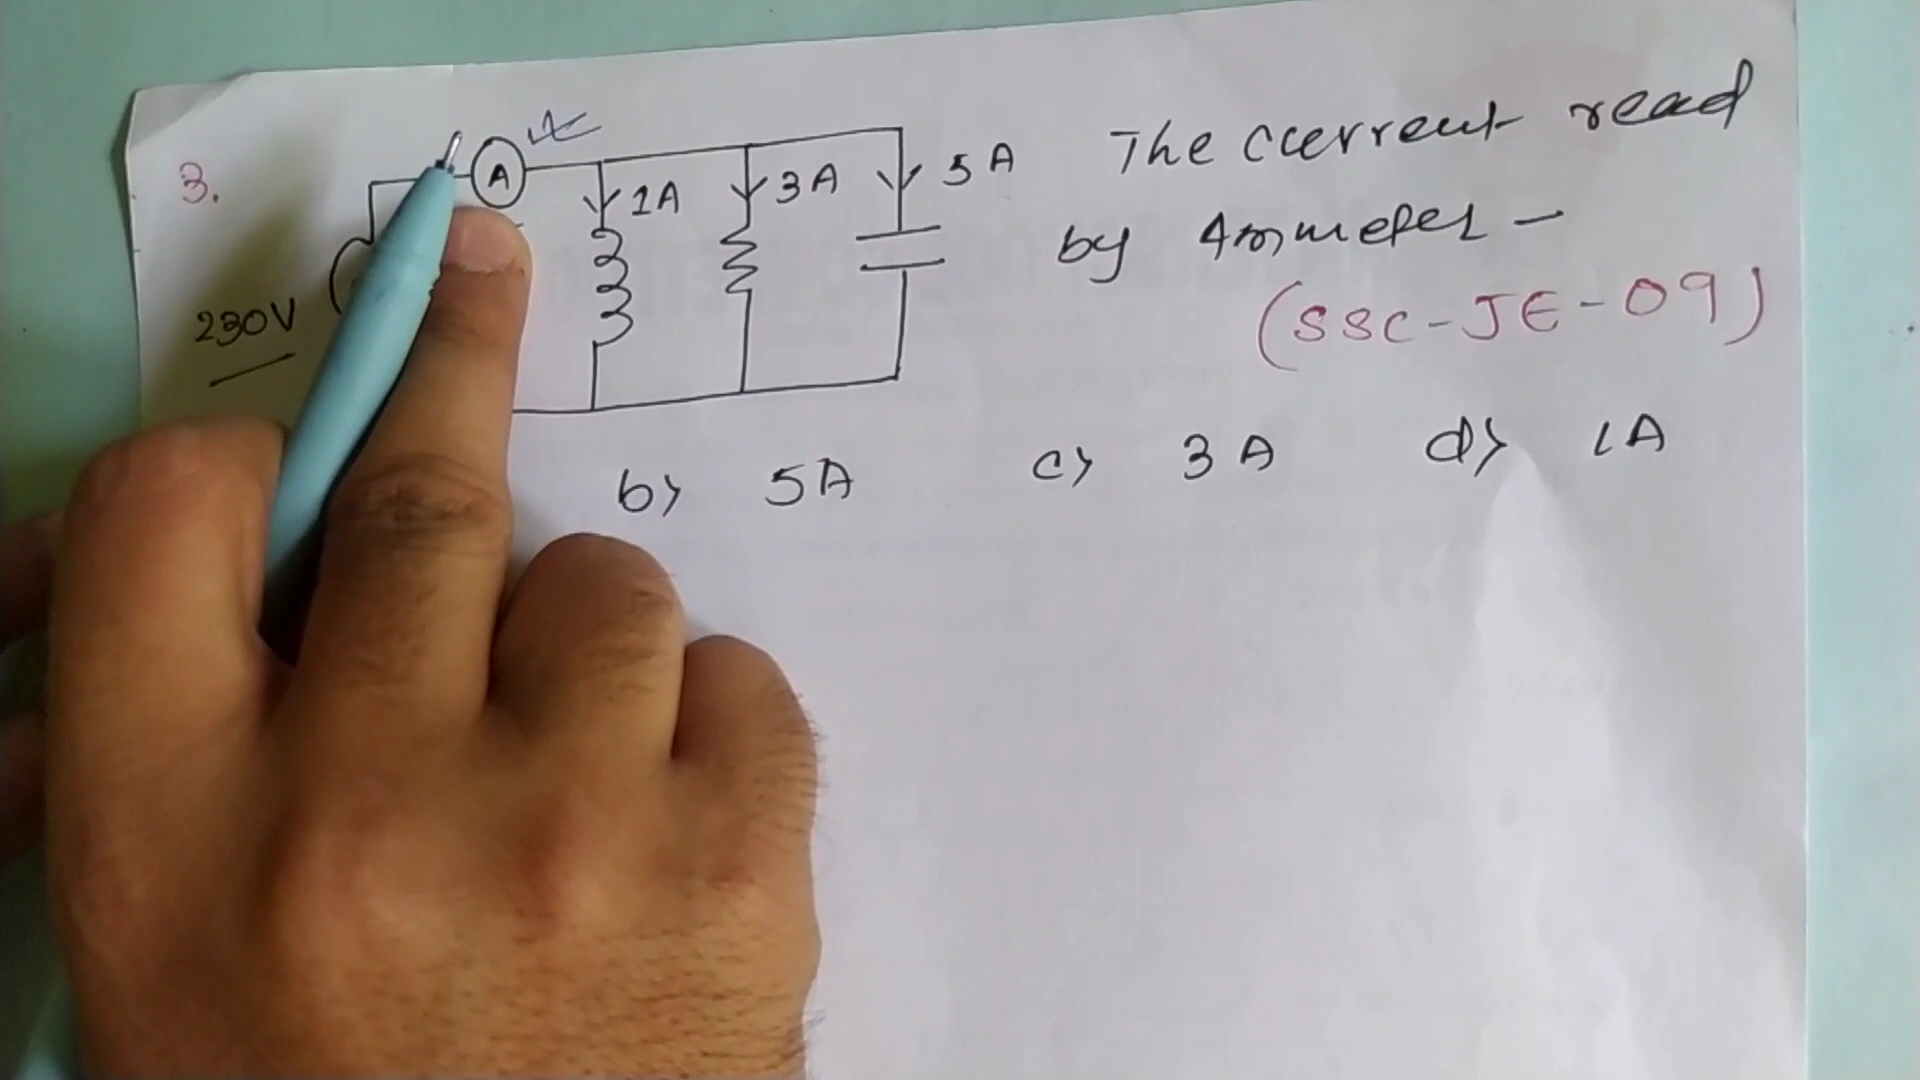 3.
A
1A
3A
5A
230V
The current read
by Ammeter -
(SSC-JE-09)
b) 5A c) 3A d) 1A